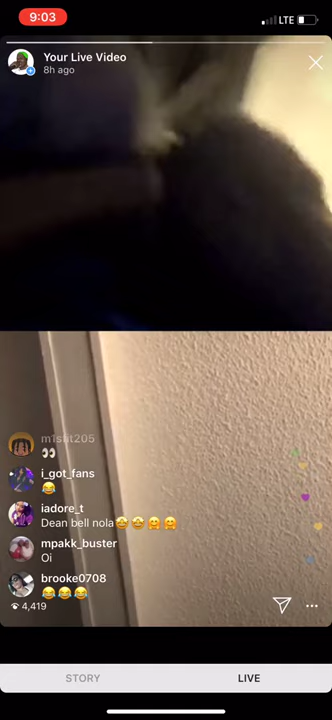 9:03
LTE
Your Live Video
8h ago
m1sfit205
👀
i_got_fans
😂
iadore_t
Dean bell nola🤩🤩🤗🤗
mpakk_buster
Oi
brooke0708
😂😂😂
4,419
STORY
LIVE